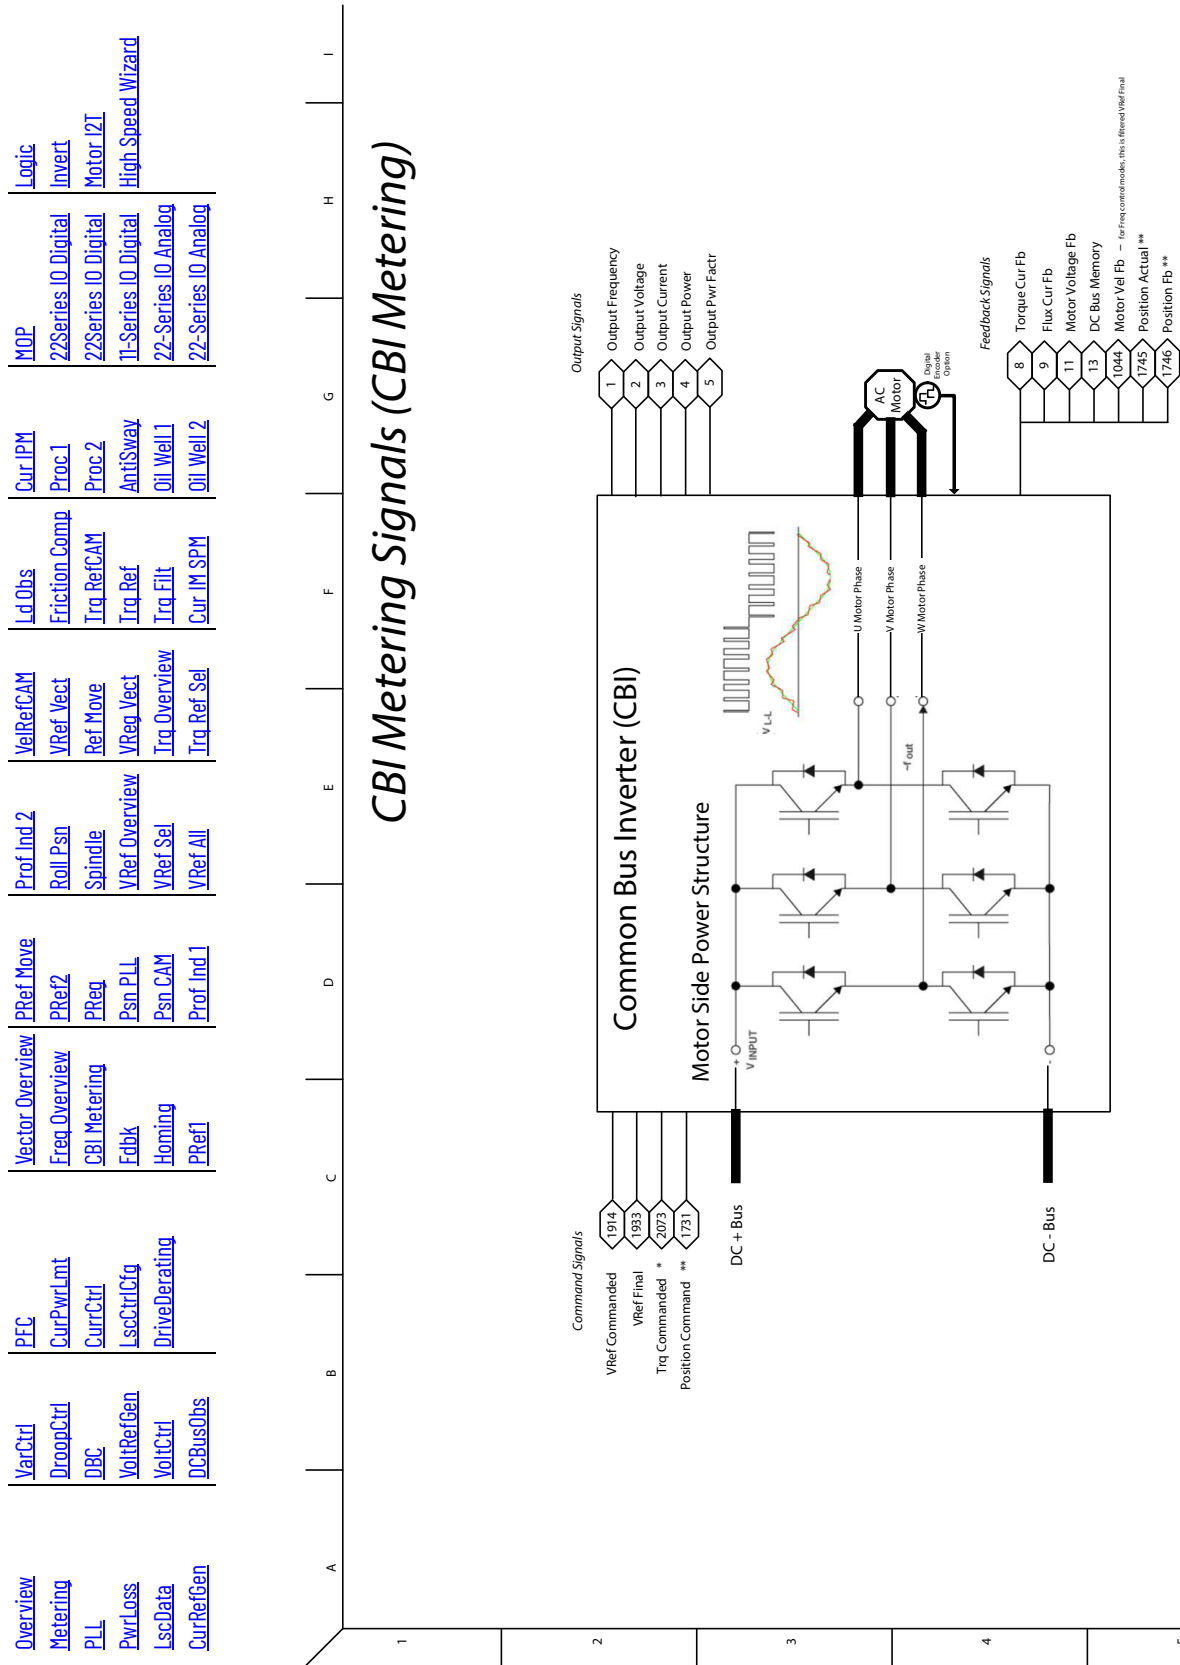 Overview
Metering
PLL
PwrLoss
LscData
CurRefGen
VarCtrl
DroopCtrl
DBC
VoltRefGen
VoltCtrl
DCBusObs
PFC
CurPwrLmt
CurrCtrl
LscCtrlCfg
DriveDerating
Vector Overview
Freq Overview
CBI Metering
Fdbk
Homing
PRef1
PRef Move
PRef2
PReg
Psn PLL
Psn CAM
Prof Ind 1
Prof Ind 2
Roll Psn
Spindle
VRef Overview
VRef Sel
VRef All
VelRefCAM
VRef Vect
Ref Move
VReg Vect
Trq Overview
Trq Ref Sel
Ld Obs
Friction Comp
Trq RefCAM
Trq Ref
Trq Filt
Cur IM SPM
Cur IPM
Proc 1
Proc 2
AntiSway
Oil Well 1
Oil Well 2
MOP
22Series IO Digital
22Series IO Digital
11-Series IO Digital
22-Series IO Analog
22-Series IO Analog
Logic
Invert
Motor I2T
High Speed Wizard
A
B
C
D
E
F
G
H
I
1
2
3
4
5
CBI Metering Signals (CBI Metering)
Command Signals
VRef Commanded 1914
VRef Final 1933
Trq Commanded * 2073
Position Command ** 1731
Output Signals
1 Output Frequency
2 Output Voltage
3 Output Current
4 Output Power
5 Output Pwr Factr
Common Bus Inverter (CBI)
Motor Side Power Structure
DC + Bus
DC - Bus
+
V INPUT
-
V L-L
~f out
U Motor Phase
V Motor Phase
W Motor Phase
AC
Motor
Digital
Encoder
Option
Feedback Signals
8 Torque Cur Fb
9 Flux Cur Fb
11 Motor Voltage Fb
13 DC Bus Memory
1044 Motor Vel Fb – for Freq control modes, this is filtered VRef Final
1745 Position Actual **
1746 Position Fb **